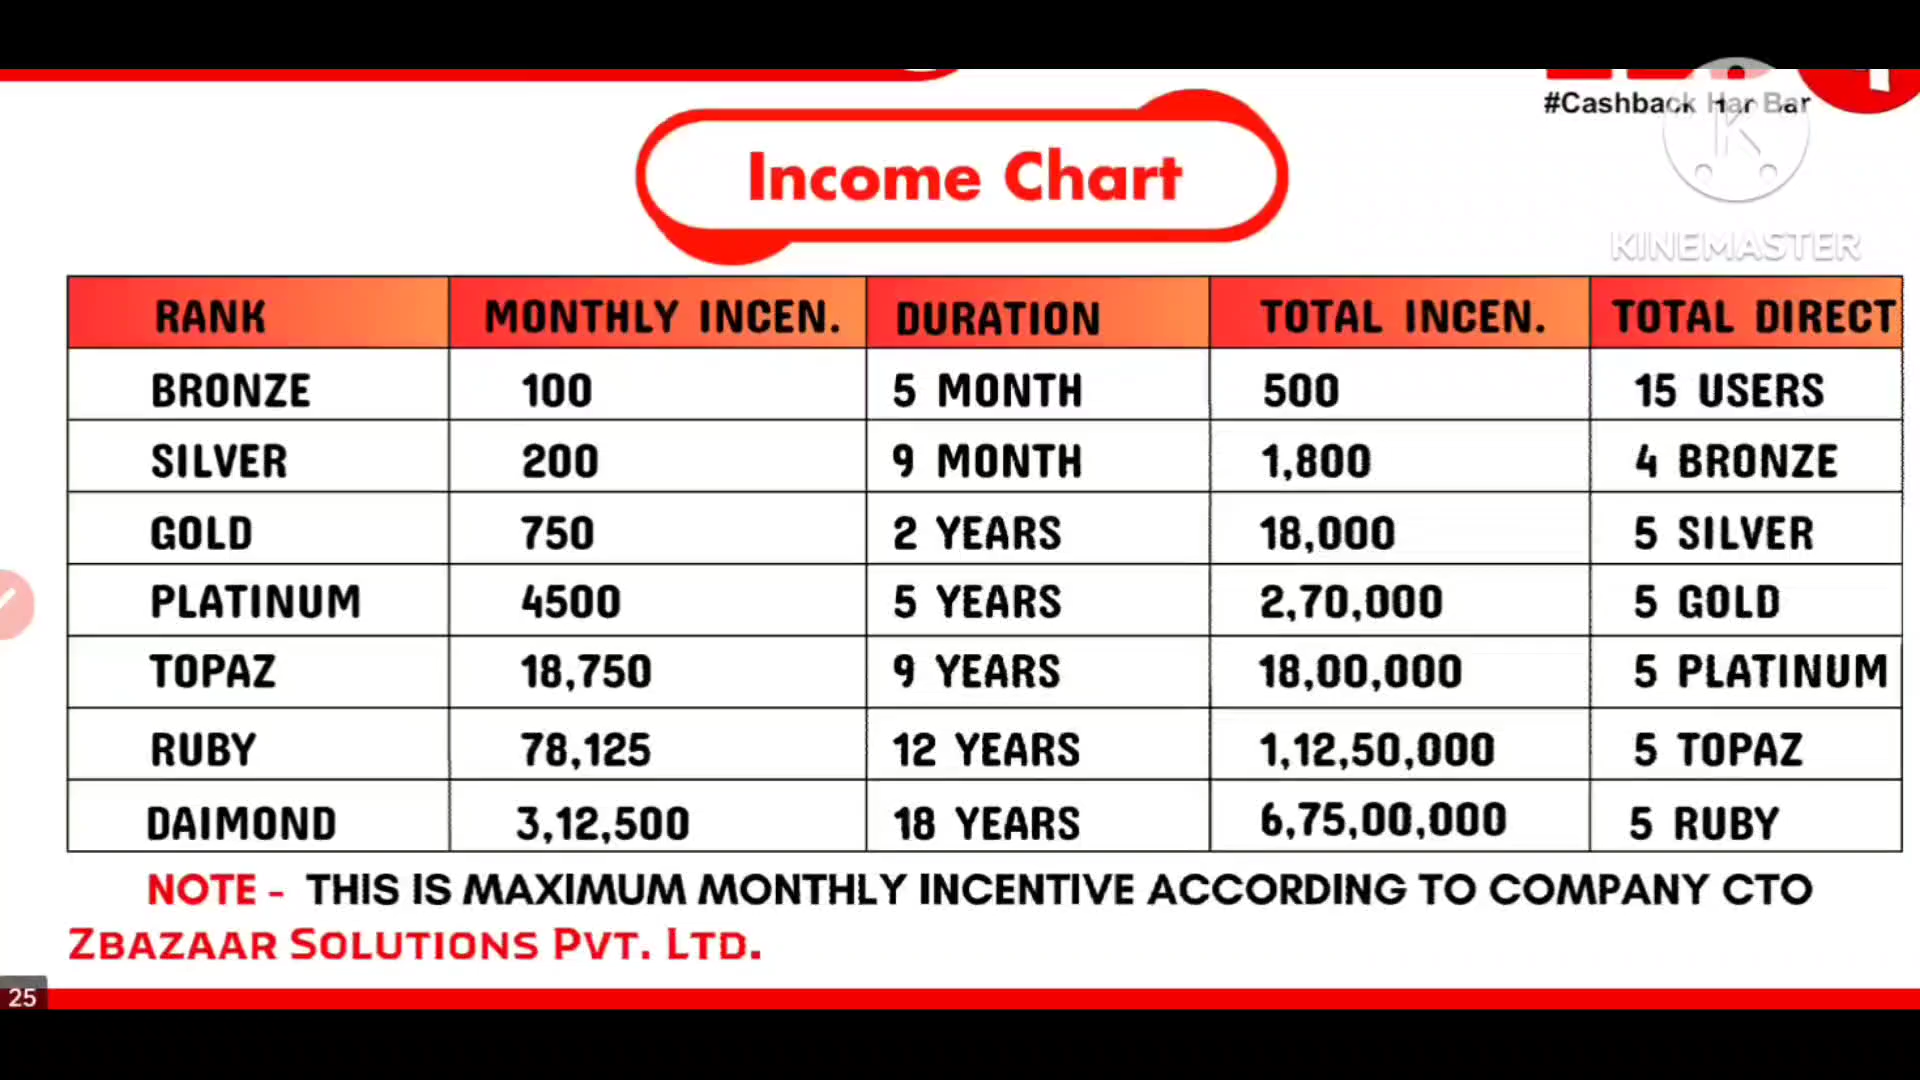 #Cashback Har Bar
KINEMASTER
Income Chart
RANK MONTHLY INCEN. DURATION TOTAL INCEN. TOTAL DIRECT
BRONZE 100 5 MONTH 500 15 USERS
SILVER 200 9 MONTH 1,800 4 BRONZE
GOLD 750 2 YEARS 18,000 5 SILVER
PLATINUM 4500 5 YEARS 2,70,000 5 GOLD
TOPAZ 18,750 9 YEARS 18,00,000 5 PLATINUM
RUBY 78,125 12 YEARS 1,12,50,000 5 TOPAZ
DAIMOND 3,12,500 18 YEARS 6,75,00,000 5 RUBY
NOTE - THIS IS MAXIMUM MONTHLY INCENTIVE ACCORDING TO COMPANY CTO
ZBAZAAR SOLUTIONS PVT. LTD.
25